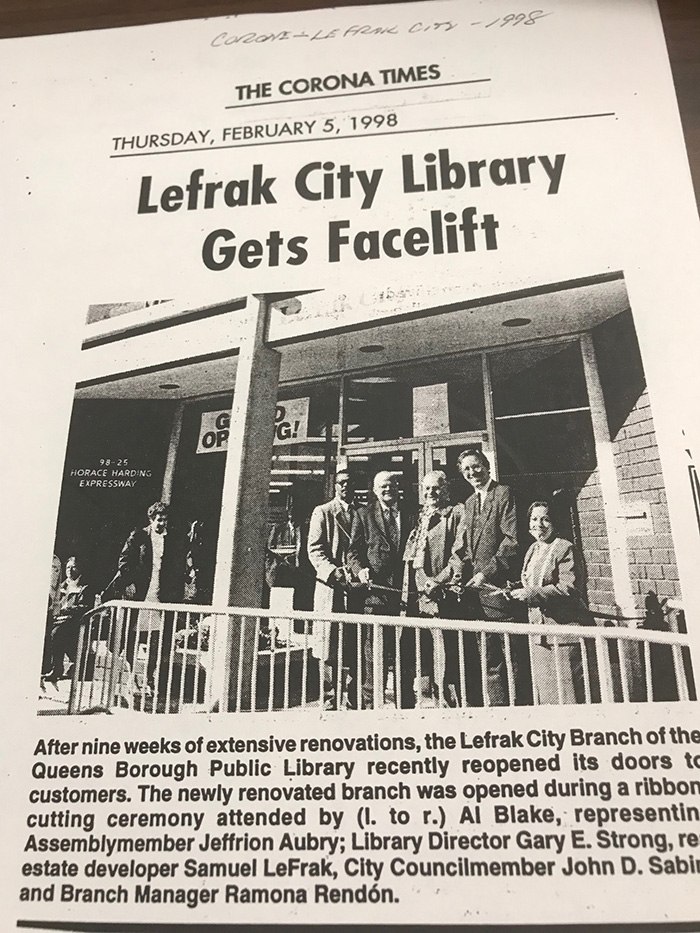 CORONA - LEFRAK CITY - 1998
THE CORONA TIMES
THURSDAY, FEBRUARY 5, 1998
Lefrak City Library
Gets Facelift
G D
OP NG!
98-25
HORACE HARDING
EXPRESSWAY
After nine weeks of extensive renovations, the Lefrak City Branch of the
Queens Borough Public Library recently reopened its doors to
customers. The newly renovated branch was opened during a ribbon
cutting ceremony attended by (l. to r.) Al Blake, representin
Assemblymember Jeffrion Aubry; Library Director Gary E. Strong, re
estate developer Samuel LeFrak, City Councilmember John D. Sabi
and Branch Manager Ramona Rendón.